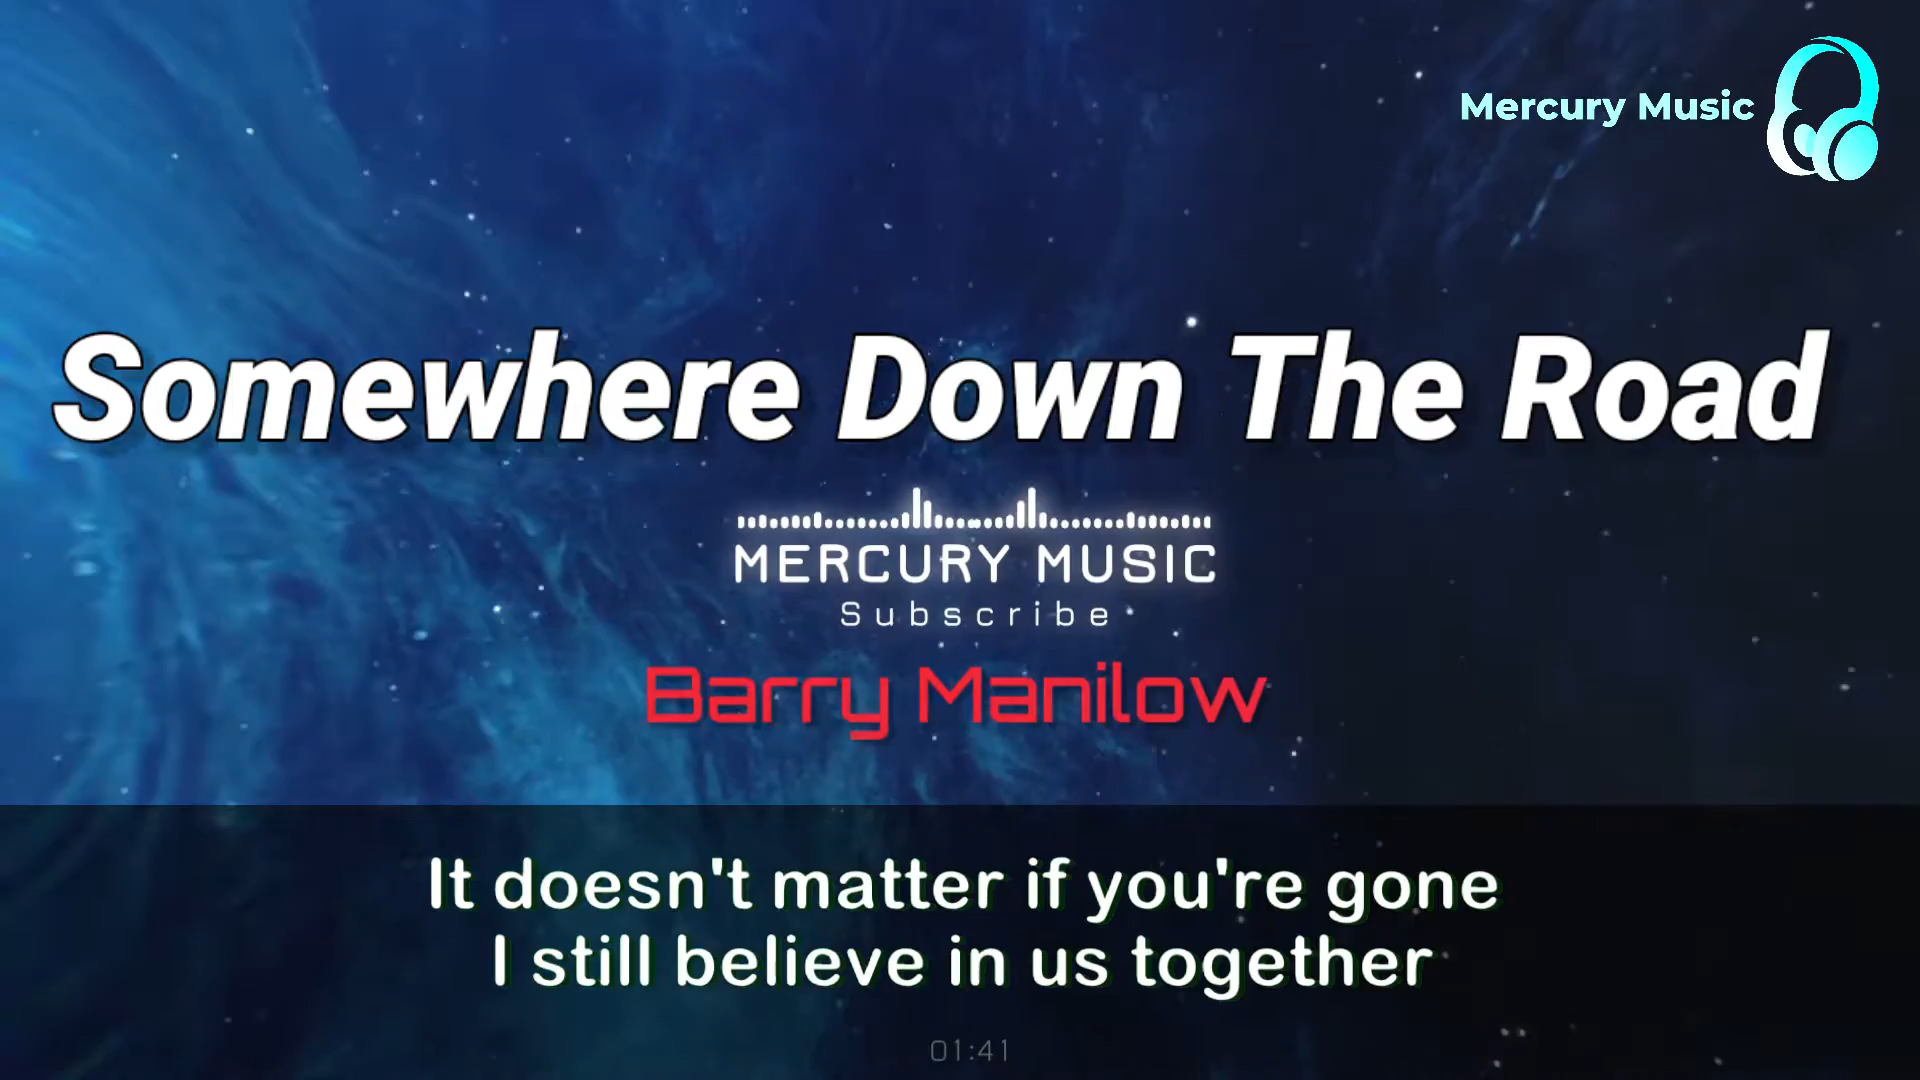 Mercury Music
Somewhere Down The Road
MERCURY MUSIC
Subscribe
Barry Manilow
It doesn't matter if you're gone
I still believe in us together
01:41